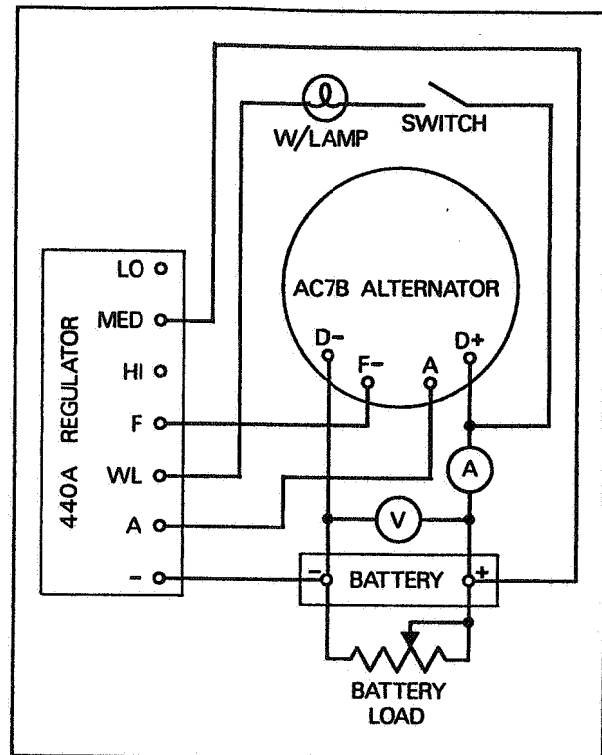 W/LAMP
SWITCH
AC7B ALTERNATOR
D-
F-
A
D+
440A REGULATOR
LO
MED
HI
F
WL
A
-
A
V
- BATTERY +
BATTERY
LOAD